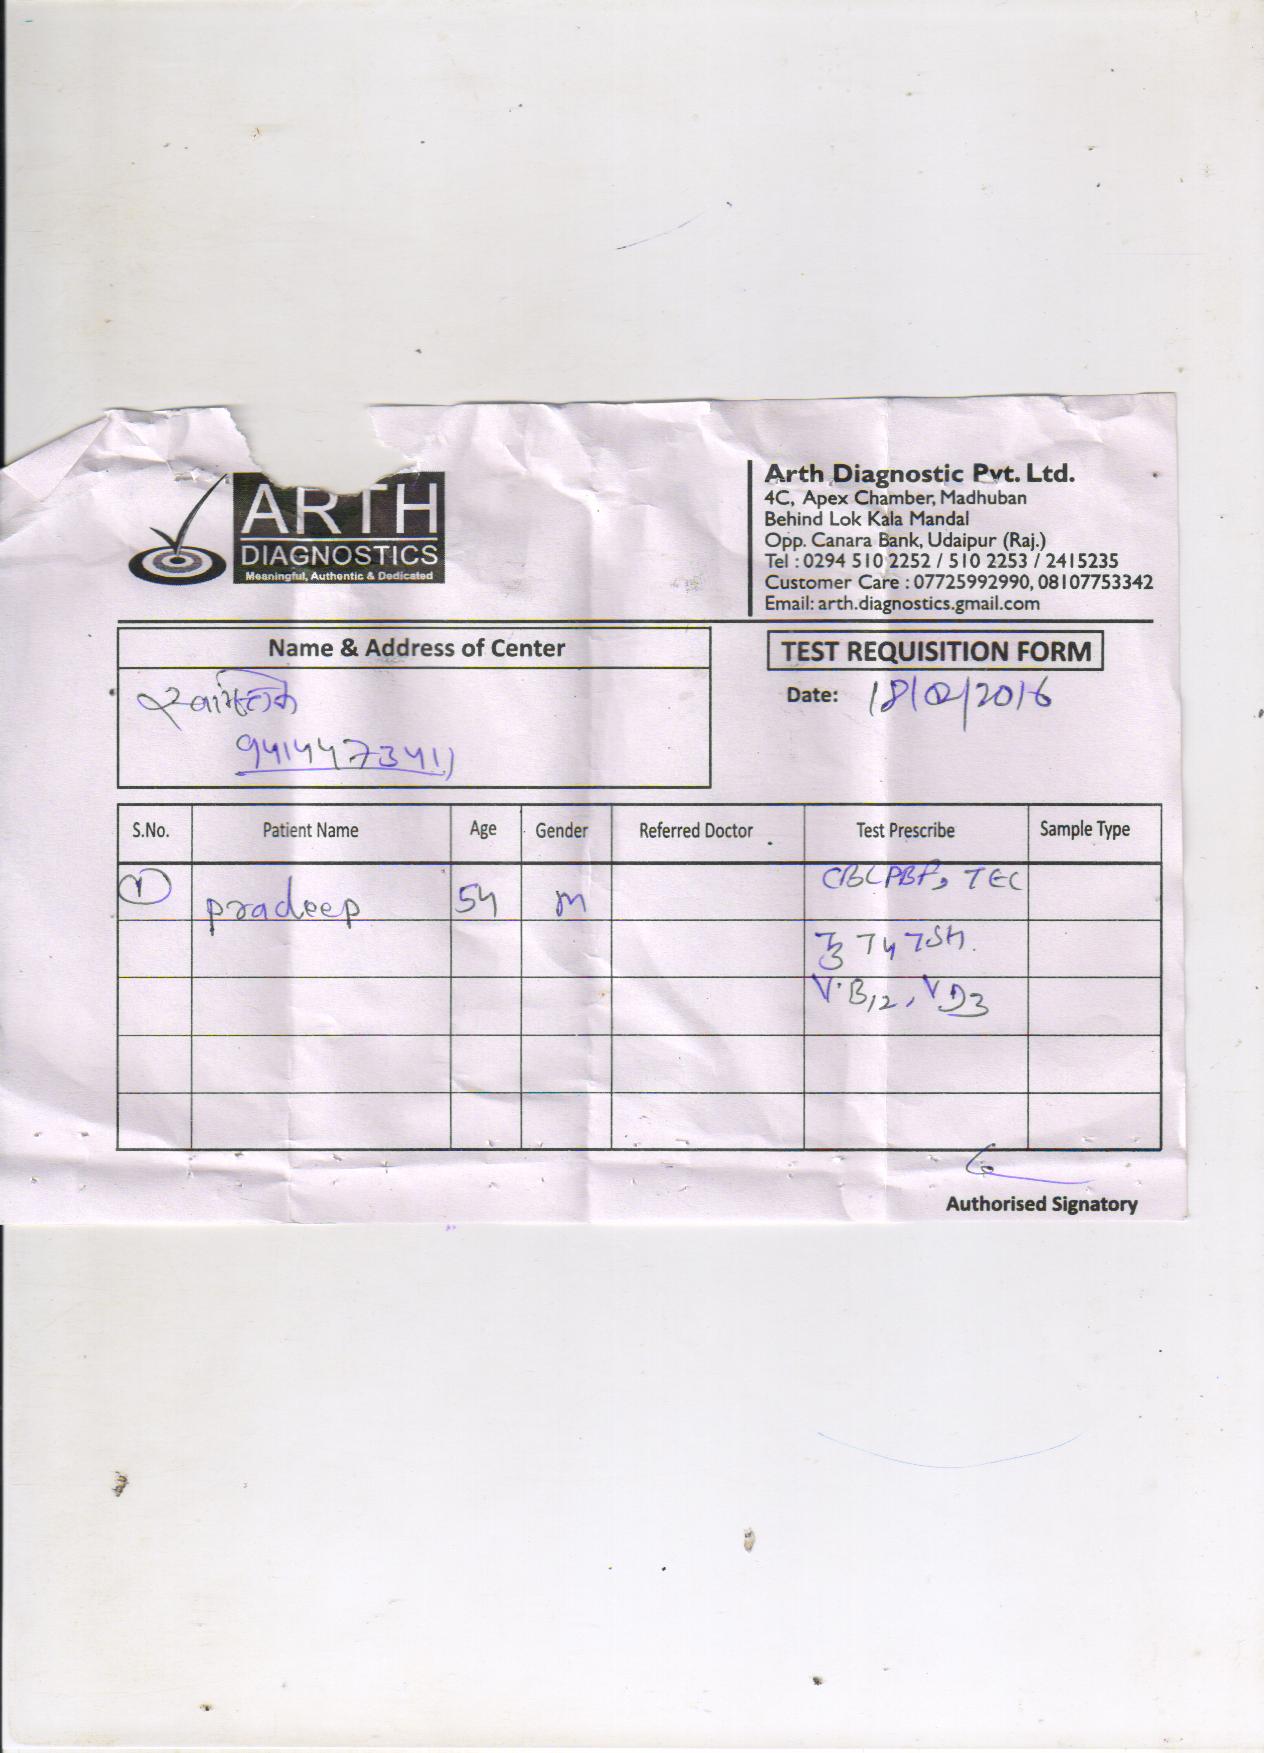 ARTH
DIAGNOSTICS
Meaningful, Authentic & Dedicated
Arth Diagnostic Pvt. Ltd.
4C, Apex Chamber, Madhuban
Behind Lok Kala Mandal
Opp. Canara Bank, Udaipur (Raj.)
Tel : 0294 510 2252 / 510 2253 / 2415235
Customer Care : 07725992990, 08107753342
Email: arth.diagnostics.gmail.com
Name & Address of Center
9414473411
TEST REQUISITION FORM
Date: 18/02/2016
S.No. Patient Name Age Gender Referred Doctor Test Prescribe Sample Type
1 pradeep 54 m CBC PBF, TEC
T3 T4 TSH.
V.B12, VD3
Authorised Signatory